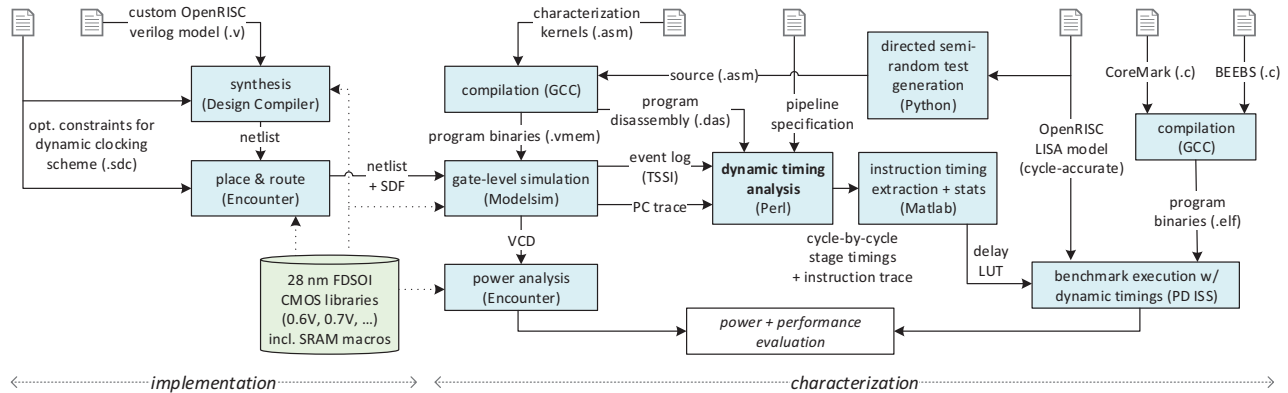 custom OpenRISC
verilog model (.v)
synthesis
(Design Compiler)
opt. constraints for
dynamic clocking
scheme (.sdc)
netlist
place & route
(Encounter)
netlist
+ SDF
28 nm FDSOI
CMOS libraries
(0.6V, 0.7V, ...)
incl. SRAM macros
characterization
kernels (.asm)
compilation (GCC)
source (.asm)
program
disassembly (.das)
program binaries (.vmem)
gate-level simulation
(Modelsim)
event log
(TSSI)
PC trace
VCD
power analysis
(Encounter)
pipeline
specification
dynamic timing
analysis
(Perl)
directed semi-
random test
generation
(Python)
instruction timing
extraction + stats
(Matlab)
cycle-by-cycle
stage timings
+ instruction trace
delay
LUT
OpenRISC
LISA model
(cycle-accurate)
CoreMark (.c)
BEEBS (.c)
compilation
(GCC)
program
binaries (.elf)
benchmark execution w/
dynamic timings (PD ISS)
power + performance
evaluation
implementation
characterization